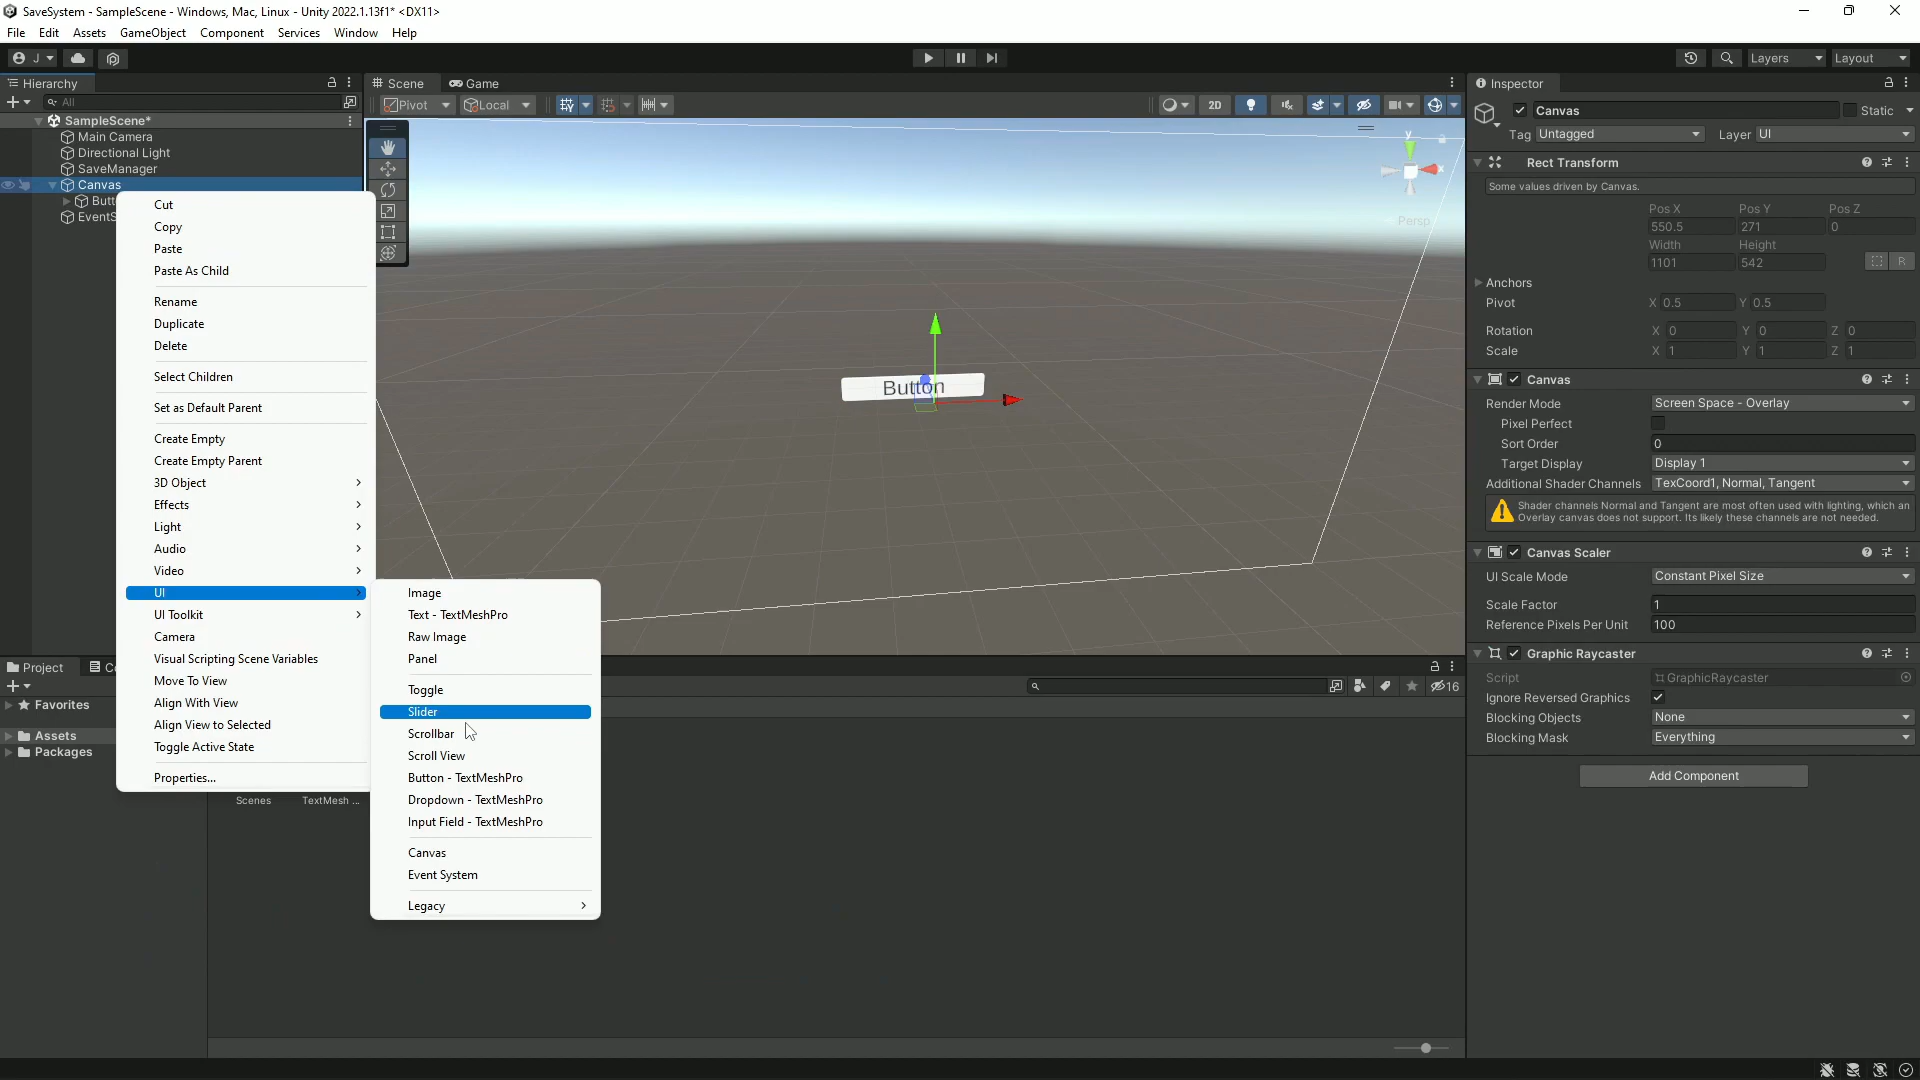 SaveSystem - SampleScene - Windows, Mac, Linux - Unity 2022.1.13f1* <DX11>
File Edit Assets GameObject Component Services Window Help
J Layers Layout
Hierarchy
All
SampleScene*
Main Camera
Directional Light
SaveManager
Canvas
Butt
EventS
Cut
Copy
Paste
Paste As Child
Rename
Duplicate
Delete
Select Children
Set as Default Parent
Create Empty
Create Empty Parent
3D Object
Effects
Light
Audio
Video
UI
UI Toolkit
Camera
Visual Scripting Scene Variables
Move To View
Align With View
Align View to Selected
Toggle Active State
Properties...
Image
Text - TextMeshPro
Raw Image
Panel
Toggle
Slider
Scrollbar
Scroll View
Button - TextMeshPro
Dropdown - TextMeshPro
Input Field - TextMeshPro
Canvas
Event System
Legacy
Scene Game
Pivot Local 2D
y
x
Persp
Button
Project Co
16
Favorites
Assets
Packages
Scenes TextMesh ...
Inspector
Canvas Static
Tag Untagged Layer UI
Rect Transform
Some values driven by Canvas.
Pos X Pos Y Pos Z
550.5 271 0
Width Height
1101 542 R
Anchors
Pivot X 0.5 Y 0.5
Rotation X 0 Y 0 Z 0
Scale X 1 Y 1 Z 1
Canvas
Render Mode Screen Space - Overlay
Pixel Perfect
Sort Order 0
Target Display Display 1
Additional Shader Channels TexCoord1, Normal, Tangent
Shader channels Normal and Tangent are most often used with lighting, which an
Overlay canvas does not support. Its likely these channels are not needed.
Canvas Scaler
UI Scale Mode Constant Pixel Size
Scale Factor 1
Reference Pixels Per Unit 100
Graphic Raycaster
Script GraphicRaycaster
Ignore Reversed Graphics
Blocking Objects None
Blocking Mask Everything
Add Component